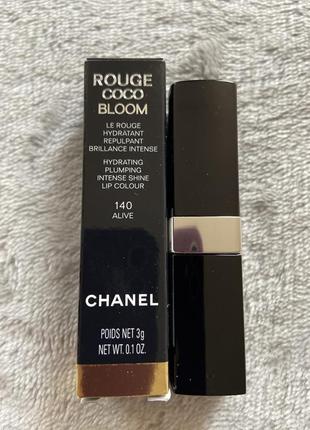 ROUGE
COCO
BLOOM
LE ROUGE
HYDRATANT
REPULPANT
BRILLANCE INTENSE
HYDRATING
PLUMPING
INTENSE SHINE
LIP COLOUR
140
ALIVE
CHANEL
POIDS NET 3g
NET WT. 0.1 OZ.